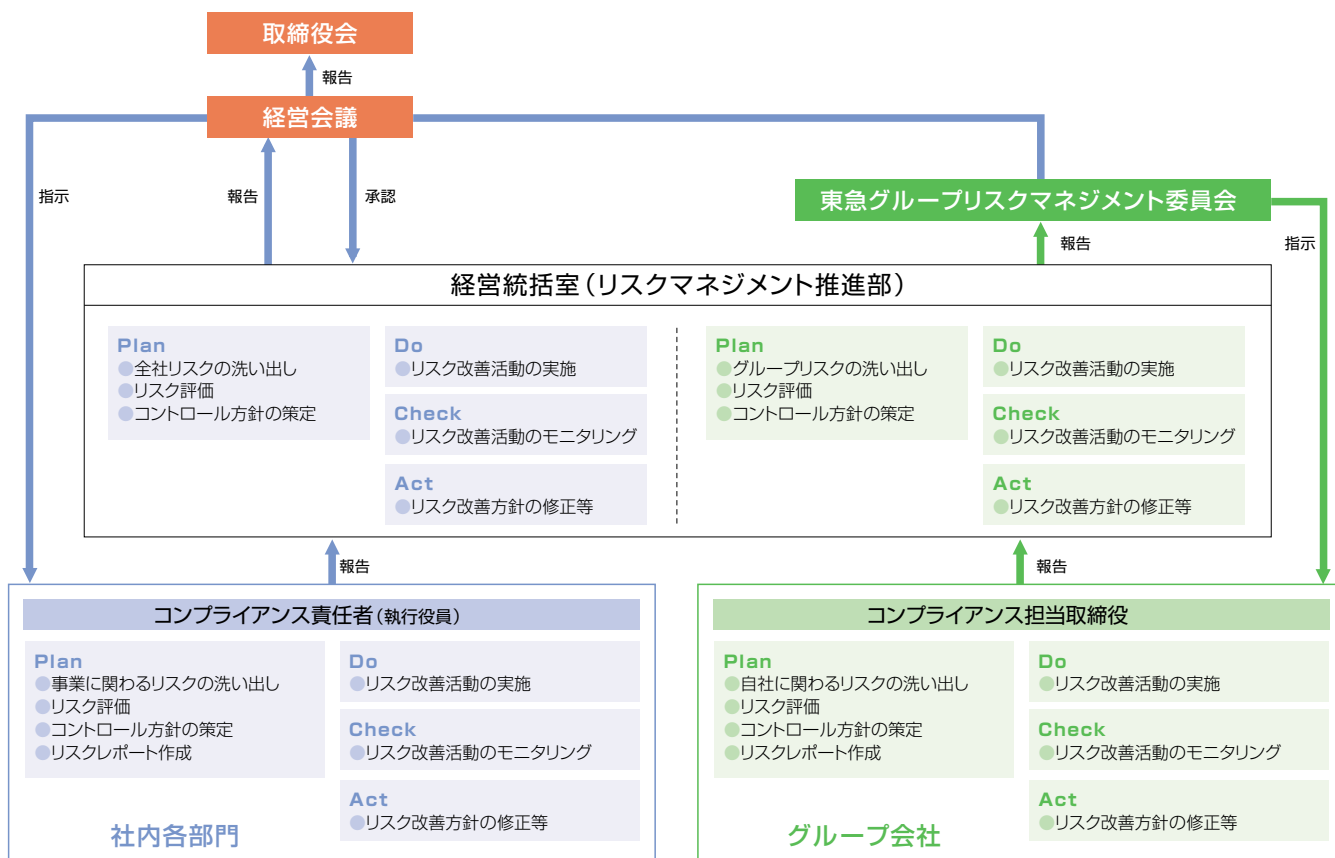 取締役会
報告
経営会議
指示
報告
承認
東急グループリスクマネジメント委員会
報告
指示
経営統括室(リスクマネジメント推進部)
Plan
●全社リスクの洗い出し
●リスク評価
●コントロール方針の策定
Do
●リスク改善活動の実施
Check
●リスク改善活動のモニタリング
Act
●リスク改善方針の修正等
Plan
●グループリスクの洗い出し
●リスク評価
●コントロール方針の策定
Do
●リスク改善活動の実施
Check
●リスク改善活動のモニタリング
Act
●リスク改善方針の修正等
報告
報告
コンプライアンス責任者(執行役員)
Plan
●事業に関わるリスクの洗い出し
●リスク評価
●コントロール方針の策定
●リスクレポート作成
Do
●リスク改善活動の実施
Check
●リスク改善活動のモニタリング
Act
●リスク改善方針の修正等
社内各部門
コンプライアンス担当取締役
Plan
●自社に関わるリスクの洗い出し
●リスク評価
●コントロール方針の策定
●リスクレポート作成
Do
●リスク改善活動の実施
Check
●リスク改善活動のモニタリング
Act
●リスク改善方針の修正等
グループ会社